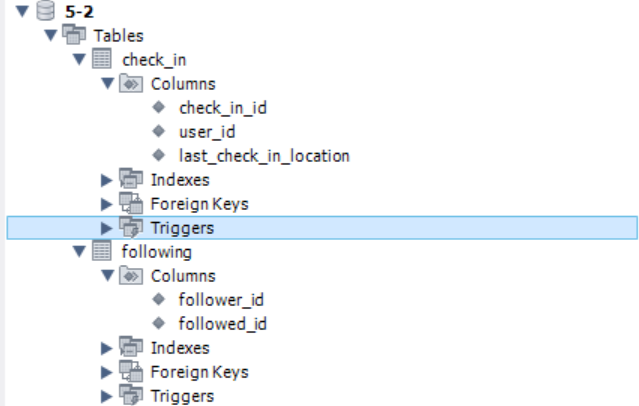 5-2
Tables
check_in
Columns
check_in_id
user_id
last_check_in_location
Indexes
Foreign Keys
Triggers
following
Columns
follower_id
followed_id
Indexes
Foreign Keys
Triggers